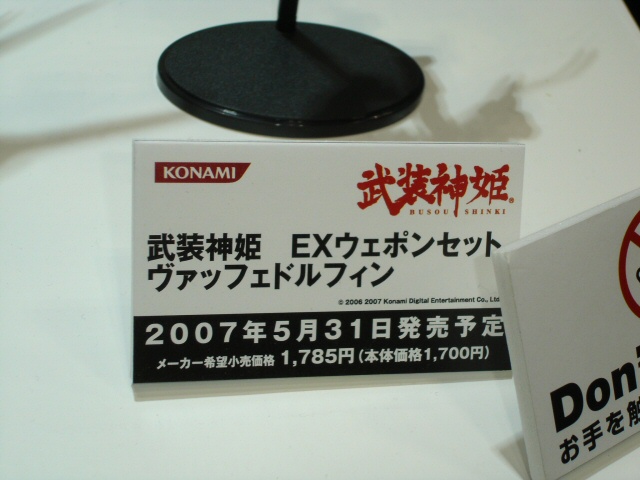 KONAMI
武装神姫®
BUSOU SHINKI
武装神姫 EXウェポンセット
ヴァッフェドルフィン
© 2006 2007 Konami Digital Entertainment Co., Ltd
2007年5月31日発売予定
メーカー希望小売価格 1,785円(本体価格1,700円)
Don'
お手を触